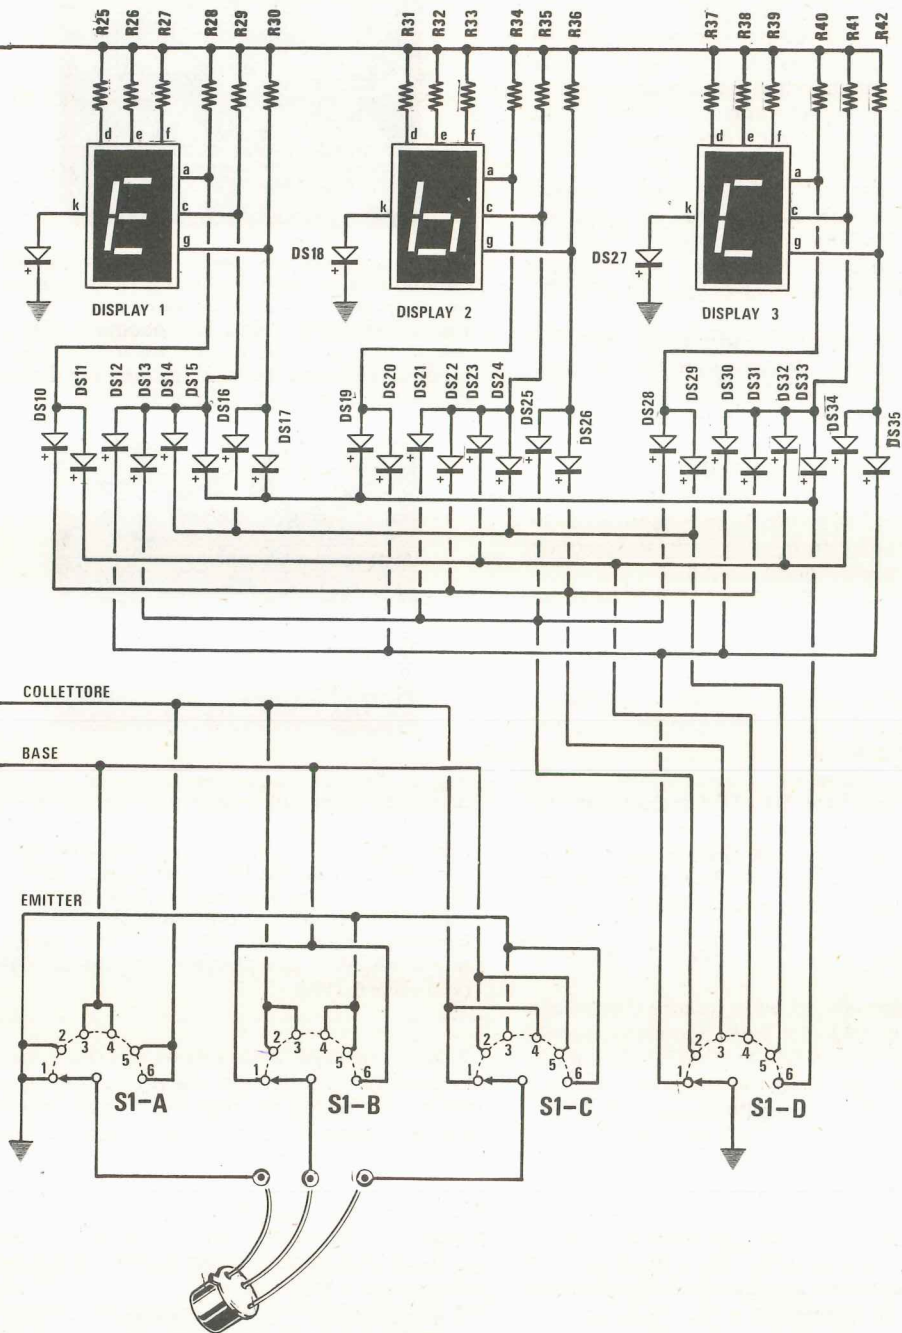 R25 R26 R27 R28 R29 R30 R31 R32 R33 R34 R35 R36 R37 R38 R39 R40 R41 R42
d e f d e f d e f
a a a
k c k c k c
g g g
E b C
DS18 DS27
DISPLAY 1 DISPLAY 2 DISPLAY 3
DS10 DS11 DS12 DS13 DS14 DS15 DS16 DS17 DS19 DS20 DS21 DS22 DS23 DS24 DS25 DS26 DS28 DS29 DS30 DS31 DS32 DS33 DS34 DS35
COLLETTORE
BASE
EMITTER
1 2 3 4 5 6
S1-A
1 2 3 4 5 6
S1-B
1 2 3 4 5 6
S1-C
1 2 3 4 5 6
S1-D